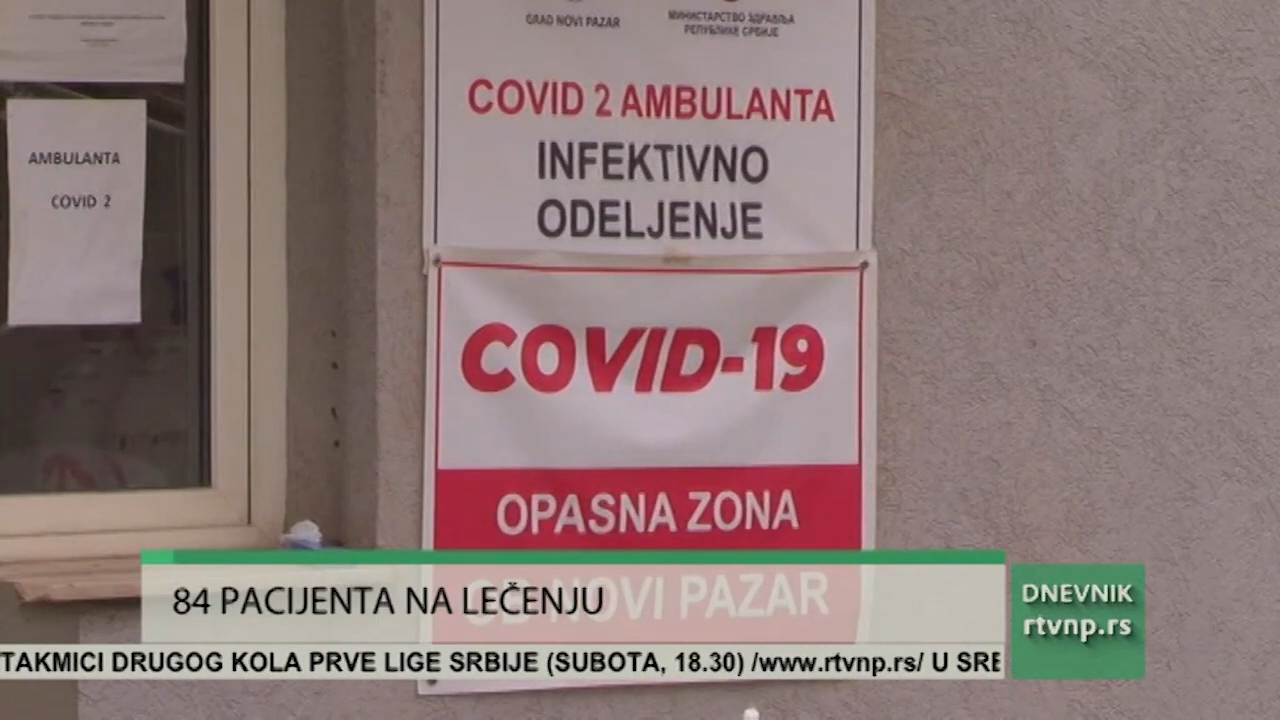 GRAD NOVI PAZAR
МИНИСТАРСТВО ЗДРАВЉА
РЕПУБЛИКЕ СРБИЈЕ
COVID 2 AMBULANTA
INFEKTIVNO
ODELJENJE
AMBULANTA
COVID 2
COVID-19
OPASNA ZONA
NOVI PAZAR
84 PACIJENTA NA LEČENJU
DNEVNIK
rtvnp.rs
TAKMICI DRUGOG KOLA PRVE LIGE SRBIJE (SUBOTA, 18.30) /www.rtvnp.rs/ U SRE